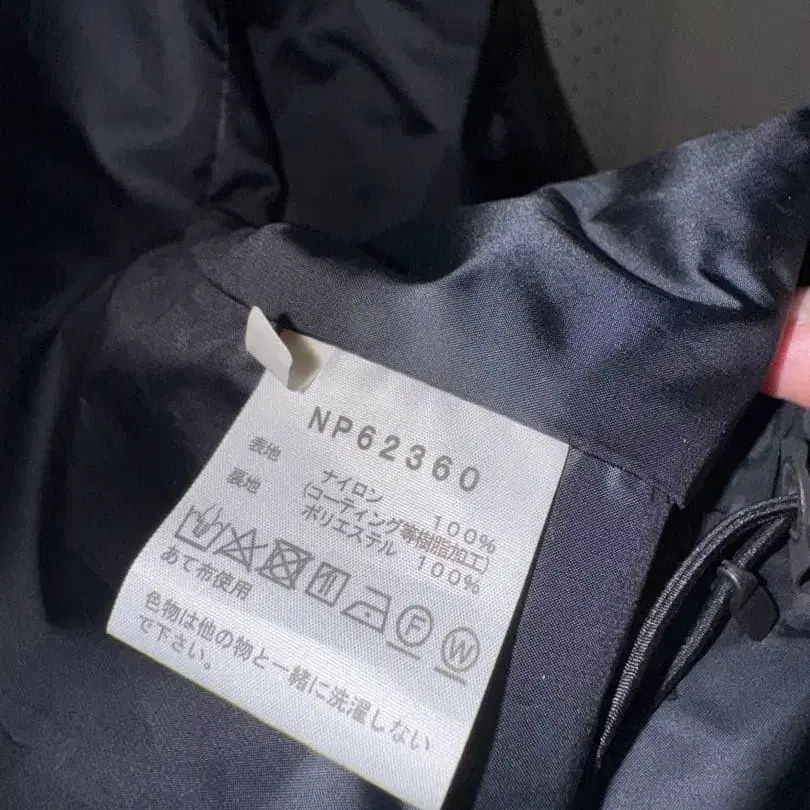 NP62360
表地 ナイロン 100%
(コーティング等樹脂加工)
裏地 ポリエステル 100%
F W
あて布使用
色物は他の物と一緒に洗濯しない
で下さい。